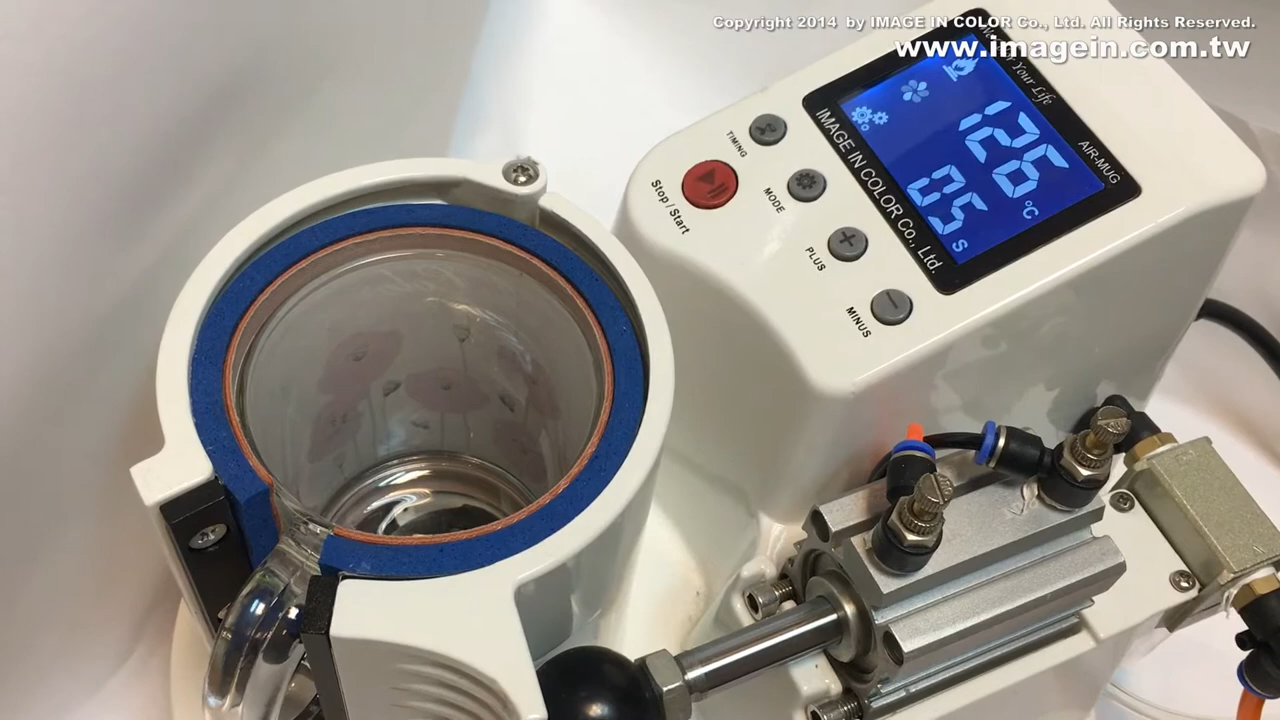 Copyright 2014 by IMAGE IN COLOR Co., Ltd. All Rights Reserved.
www.imagein.com.tw
Your Life
126 °C
05 S
AIR-MUG
IMAGE IN COLOR Co., Ltd.
TIMING
Stop / Start
MODE
PLUS
MINUS